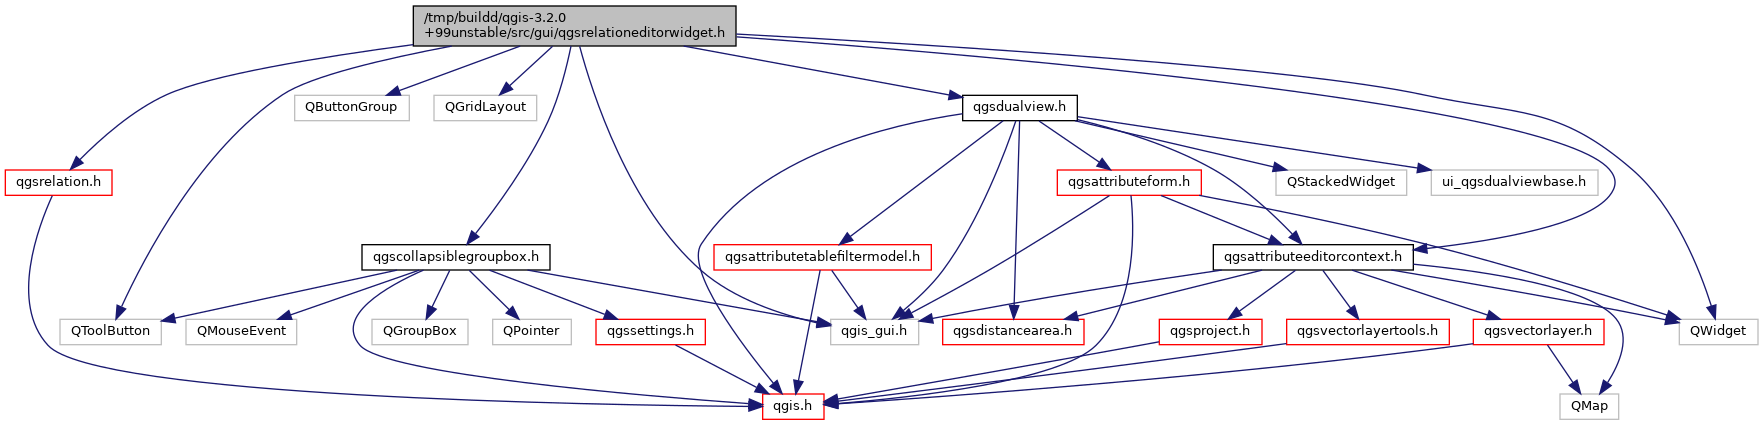 /tmp/buildd/qgis-3.2.0
+99unstable/src/gui/qgsrelationeditorwidget.h
QButtonGroup
QGridLayout
qgsdualview.h
qgsrelation.h
qgsattributeform.h
QStackedWidget
ui_qgsdualviewbase.h
qgscollapsiblegroupbox.h
qgsattributetablefiltermodel.h
qgsattributeeditorcontext.h
QToolButton
QMouseEvent
QGroupBox
QPointer
qgssettings.h
qgis_gui.h
qgsdistancearea.h
qgsproject.h
qgsvectorlayertools.h
qgsvectorlayer.h
QWidget
qgis.h
QMap